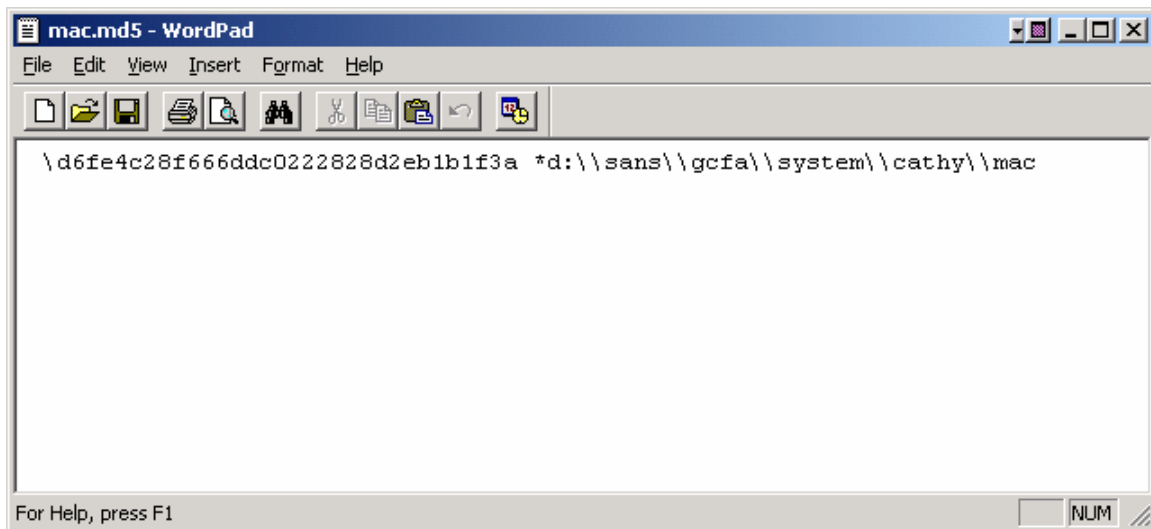 mac.md5 - WordPad
File Edit View Insert Format Help
\d6fe4c28f666ddc0222828d2eb1b1f3a *d:\\sans\\gcfa\\system\\cathy\\mac
For Help, press F1
NUM